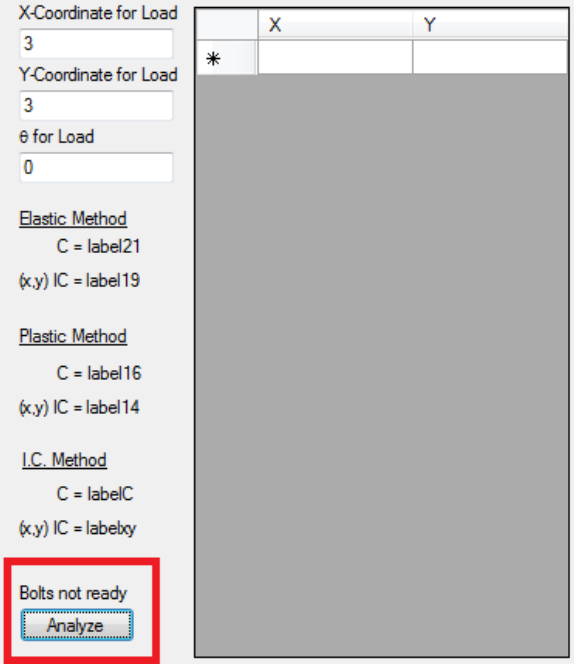 X-Coordinate for Load
3
Y-Coordinate for Load
3
θ for Load
0
Elastic Method
C = label21
(x,y) IC = label19
Plastic Method
C = label16
(x,y) IC = label14
I.C. Method
C = labelC
(x,y) IC = labelxy
Bolts not ready
Analyze
X Y
*